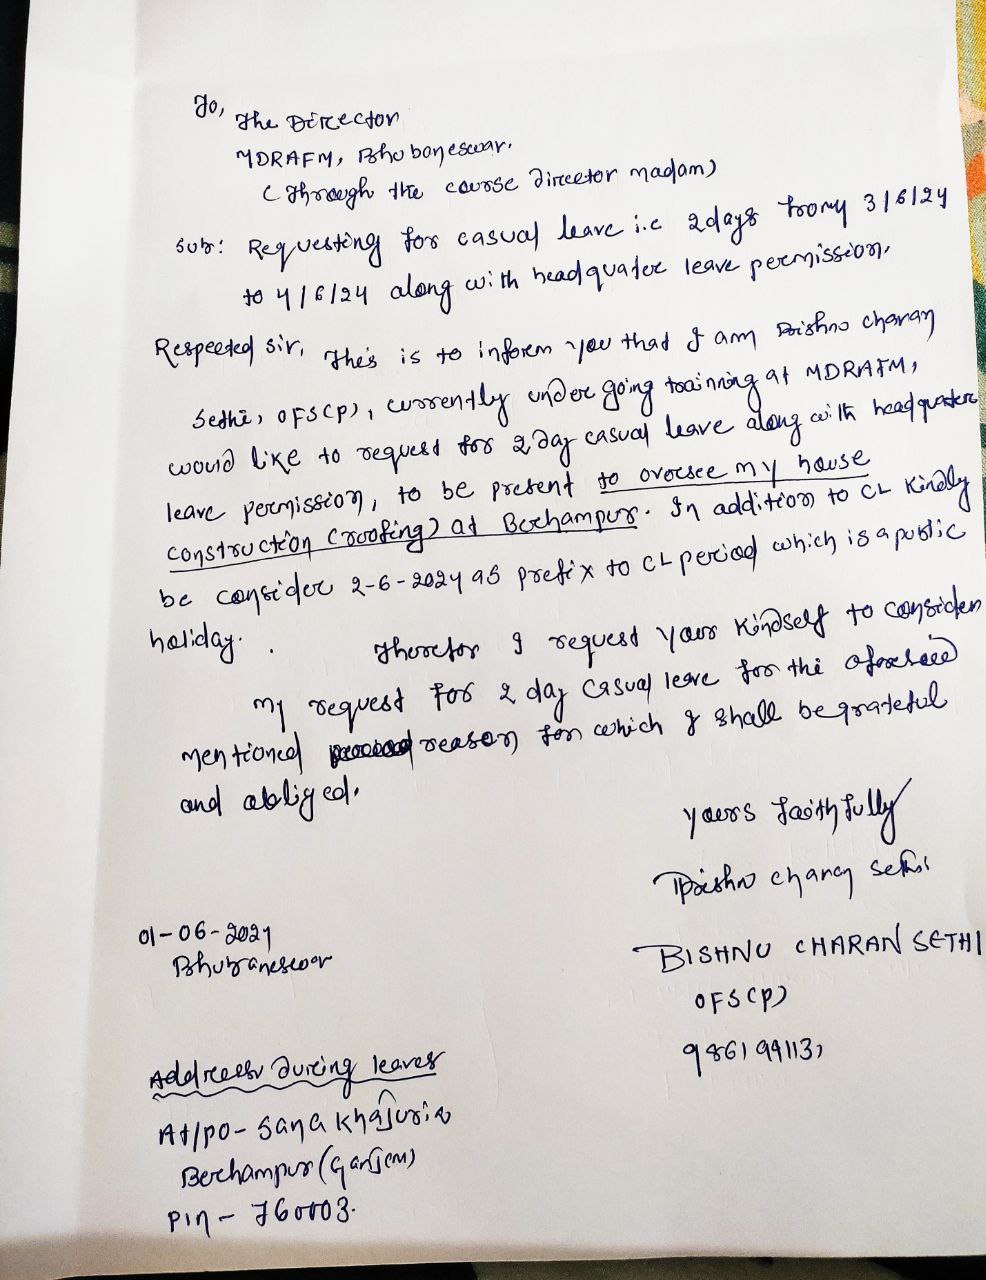 To,
The Director
MDRAFM, Bhubaneswar.
(Through the course Director madam)
Sub: Requesting for casual leave i.e 2days from 3/6/24
to 4/6/24 along with headquater leave permission.
Respected Sir, This is to inform you that I am Bishnu charan
Sethi, OFS(P), currently undergoing trainning at MDRAFM,
would like to request for 2 day casual leave along with headquater
leave permission, to be present to oversee my house
construction (roofing) at Berhampur. In addition to CL kindly
be consider 2-6-2024 as prefix to CL period which is a public
holiday.
Therefor I request your kindself to consider
my request for 2 day casual leave for the aforesaid
mentioned reason for which I shall be grateful
and obliged.
Yours faithfully
Bishnu charan Sethi
01-06-2024
Bhubaneswar
BISHNU CHARAN SETHI
OFS(P)
Address during leaves
At/po- Sana Khajuria
Berhampur (Ganjam)
Pin - 760003.